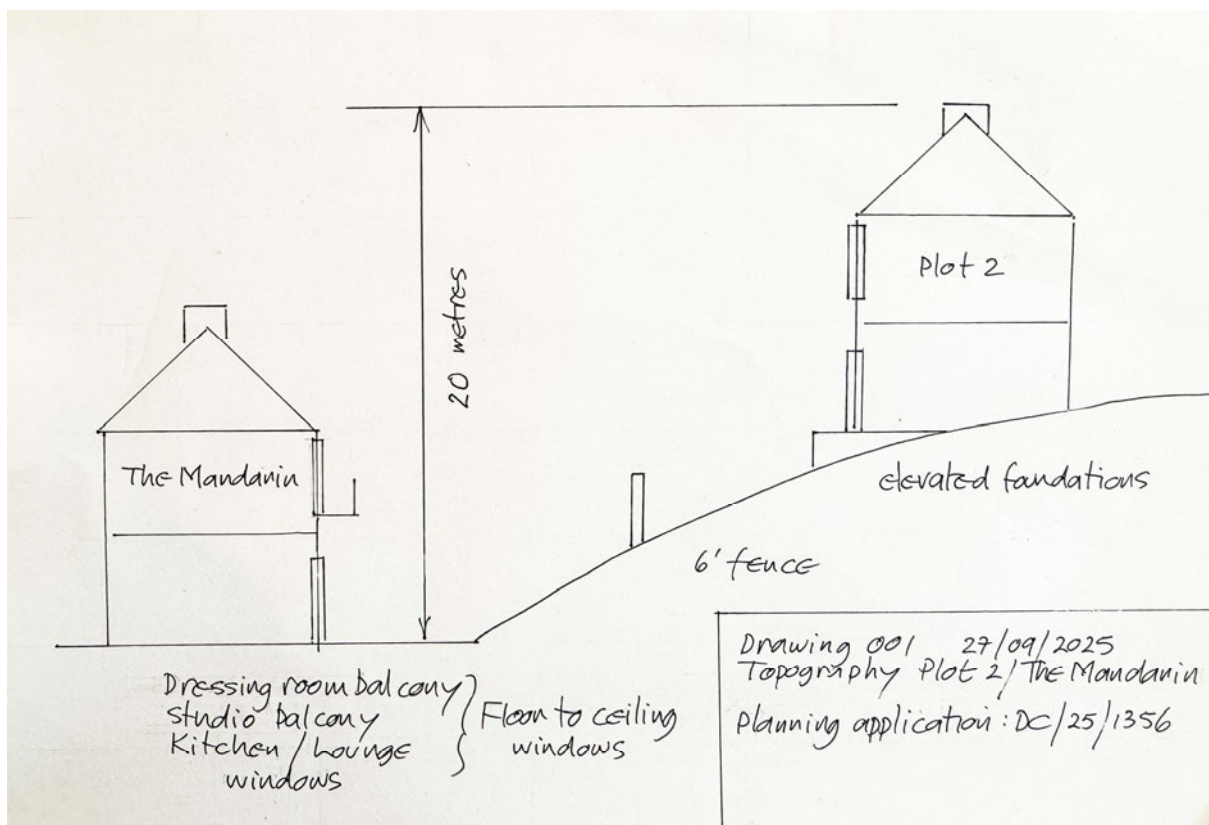 Plot 2
20 metres
The Mandarin
elevated foundations
6' fence
Drawing 001 27/09/2025
Topography Plot 2/The Mandarin
Planning application: DC/25/1356
Dressing room balcony
studio balcony
Kitchen/Lounge
windows
Floor to ceiling
windows